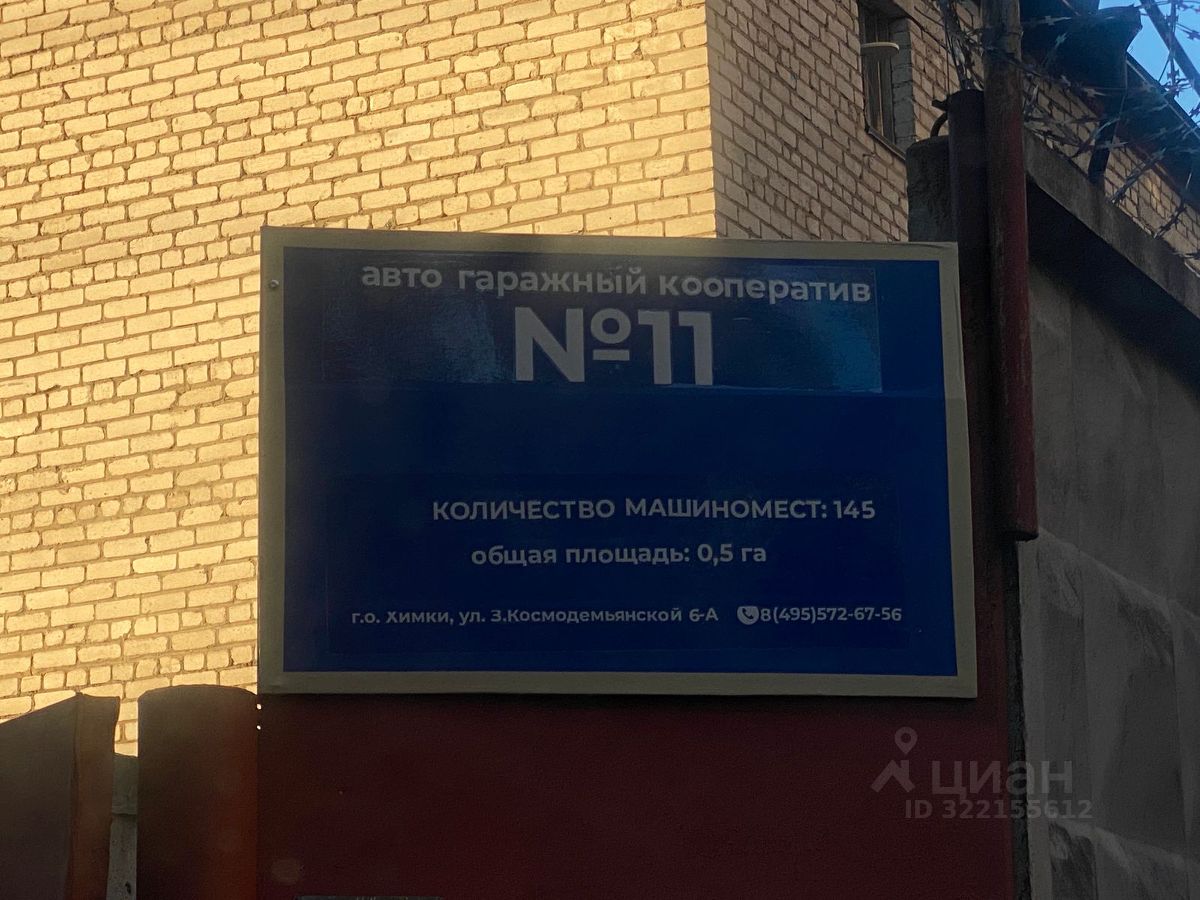 авто гаражный кооператив
№11
КОЛИЧЕСТВО МАШИНОМЕСТ: 145
общая площадь: 0,5 га
г.о. Химки, ул. З.Космодемьянской 6-А 8(495)572-67-56
циан
ID 322155612